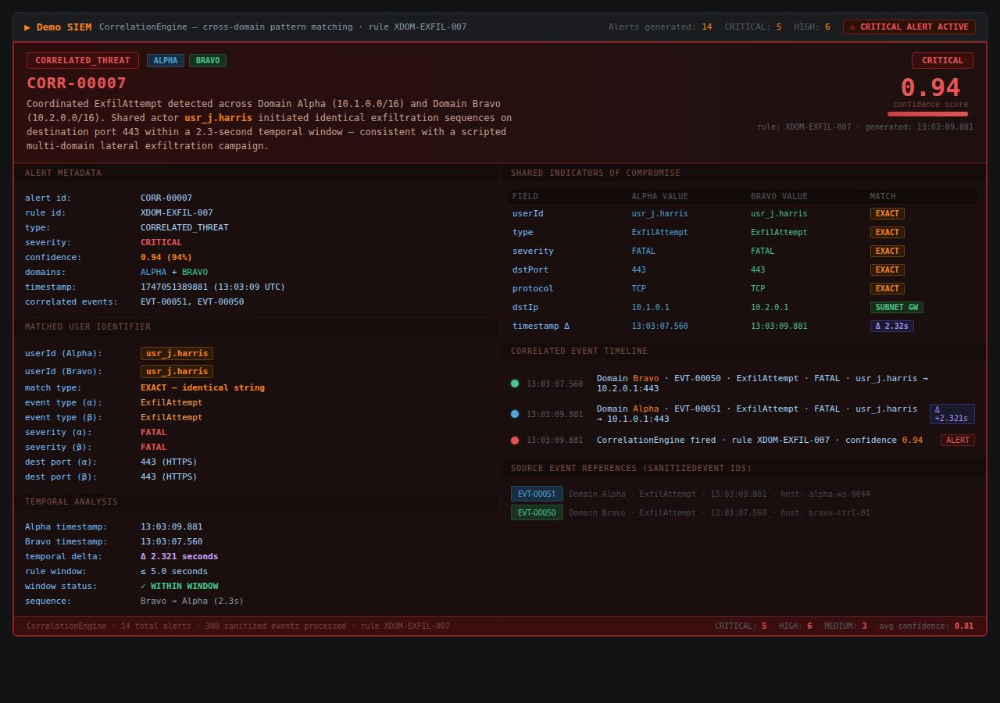 ▶ Demo SIEM CorrelationEngine — cross-domain pattern matching · rule XDOM-EXFIL-007 Alerts generated: 14 CRITICAL: 5 HIGH: 6 ⚠ CRITICAL ALERT ACTIVE
CORRELATED_THREAT ALPHA BRAVO CRITICAL
CORR-00007
0.94
confidence score
rule: XDOM-EXFIL-007 · generated: 13:03:09.881
Coordinated ExfilAttempt detected across Domain Alpha (10.1.0.0/16) and Domain Bravo
(10.2.0.0/16). Shared actor usr_j.harris initiated identical exfiltration sequences on
destination port 443 within a 2.3-second temporal window — consistent with a scripted
multi-domain lateral exfiltration campaign.
ALERT METADATA
alert id: CORR-00007
rule id: XDOM-EXFIL-007
type: CORRELATED_THREAT
severity: CRITICAL
confidence: 0.94 (94%)
domains: ALPHA + BRAVO
timestamp: 1747051389881 (13:03:09 UTC)
correlated events: EVT-00051, EVT-00050
MATCHED USER IDENTIFIER
userId (Alpha): usr_j.harris
userId (Bravo): usr_j.harris
match type: EXACT — identical string
event type (α): ExfilAttempt
event type (β): ExfilAttempt
severity (α): FATAL
severity (β): FATAL
dest port (α): 443 (HTTPS)
dest port (β): 443 (HTTPS)
TEMPORAL ANALYSIS
Alpha timestamp: 13:03:09.881
Bravo timestamp: 13:03:07.560
temporal delta: Δ 2.321 seconds
rule window: ≤ 5.0 seconds
window status: ✓ WITHIN WINDOW
sequence: Bravo → Alpha (2.3s)
SHARED INDICATORS OF COMPROMISE
FIELD ALPHA VALUE BRAVO VALUE MATCH
userId usr_j.harris usr_j.harris EXACT
type ExfilAttempt ExfilAttempt EXACT
severity FATAL FATAL EXACT
dstPort 443 443 EXACT
protocol TCP TCP EXACT
dstIp 10.1.0.1 10.2.0.1 SUBNET GW
timestamp Δ 13:03:07.560 13:03:09.881 Δ 2.32s
CORRELATED EVENT TIMELINE
13:03:07.560 Domain Bravo · EVT-00050 · ExfilAttempt · FATAL · usr_j.harris →
10.2.0.1:443
13:03:09.881 Domain Alpha · EVT-00051 · ExfilAttempt · FATAL · usr_j.harris
→ 10.1.0.1:443
Δ
+2.321s
13:03:09.881 CorrelationEngine fired · rule XDOM-EXFIL-007 · confidence 0.94 ALERT
SOURCE EVENT REFERENCES (SANITIZEDEVENT IDS)
EVT-00051 Domain Alpha · ExfilAttempt · 13:03:09.881 · host: alpha-ws-0044
EVT-00050 Domain Bravo · ExfilAttempt · 13:03:07.560 · host: bravo-ctrl-01
CorrelationEngine · 14 total alerts · 300 sanitized events processed · rule XDOM-EXFIL-007 CRITICAL: 5 HIGH: 6 MEDIUM: 3 avg confidence: 0.81